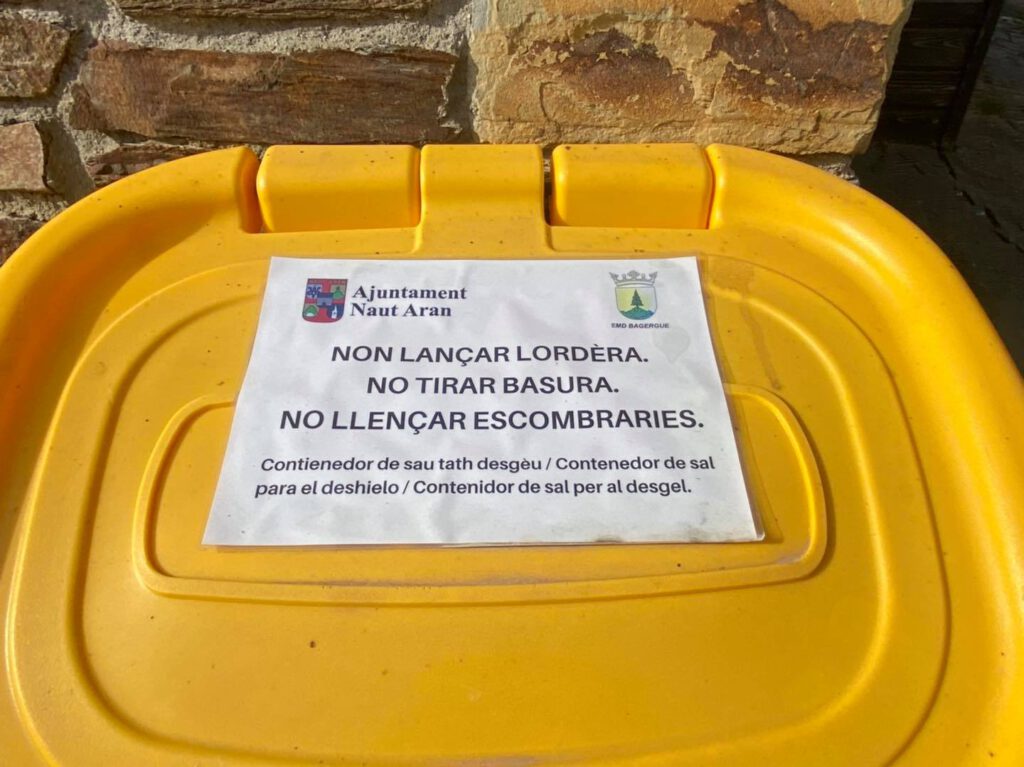 Ajuntament
Naut Aran
EMD BAGERGUE
NON LANÇAR LORDÈRA.
NO TIRAR BASURA.
NO LLENÇAR ESCOMBRARIES.
Contienedor de sau tath desgèu / Contenedor de sal
para el deshielo / Contenidor de sal per al desgel.